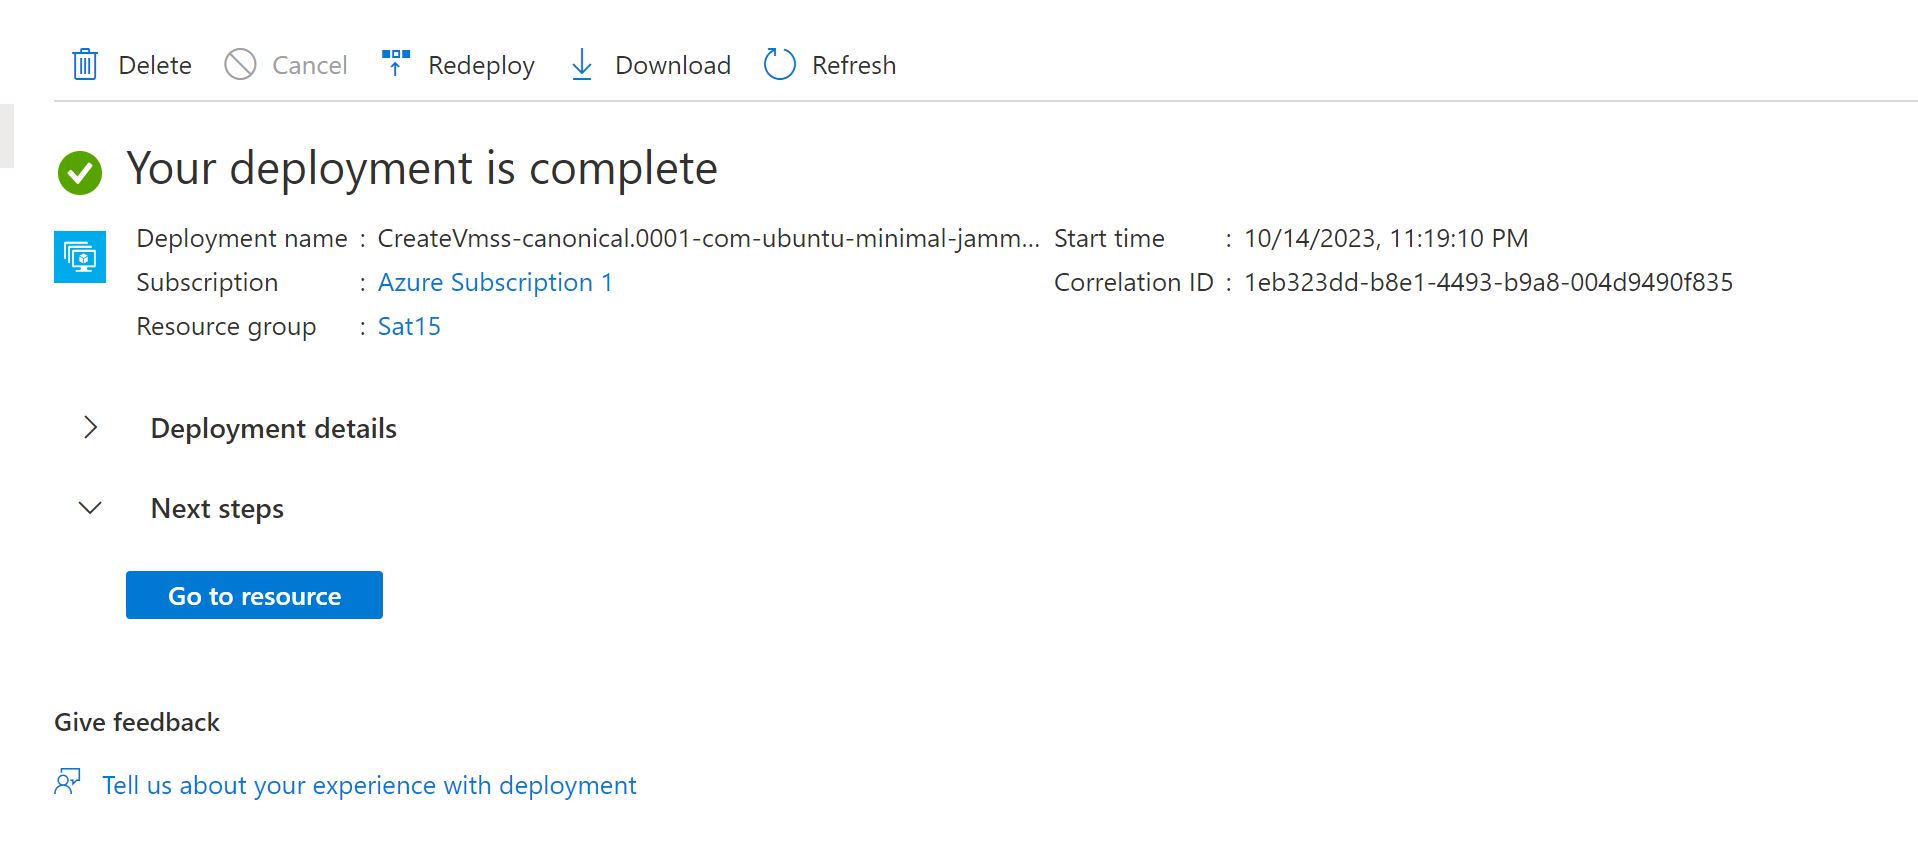 Delete Cancel Redeploy Download Refresh
Your deployment is complete
Deployment name : CreateVmss-canonical.0001-com-ubuntu-minimal-jamm... Start time : 10/14/2023, 11:19:10 PM
Subscription : Azure Subscription 1 Correlation ID : 1eb323dd-b8e1-4493-b9a8-004d9490f835
Resource group : Sat15
Deployment details
Next steps
Go to resource
Give feedback
Tell us about your experience with deployment